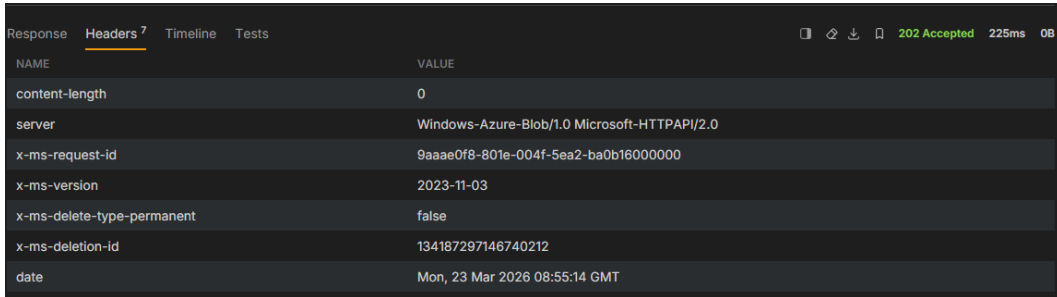 Response Headers 7 Timeline Tests 202 Accepted 225ms 0B
NAME VALUE
content-length 0
server Windows-Azure-Blob/1.0 Microsoft-HTTPAPI/2.0
x-ms-request-id 9aaae0f8-801e-004f-5ea2-ba0b16000000
x-ms-version 2023-11-03
x-ms-delete-type-permanent false
x-ms-deletion-id 134187297146740212
date Mon, 23 Mar 2026 08:55:14 GMT